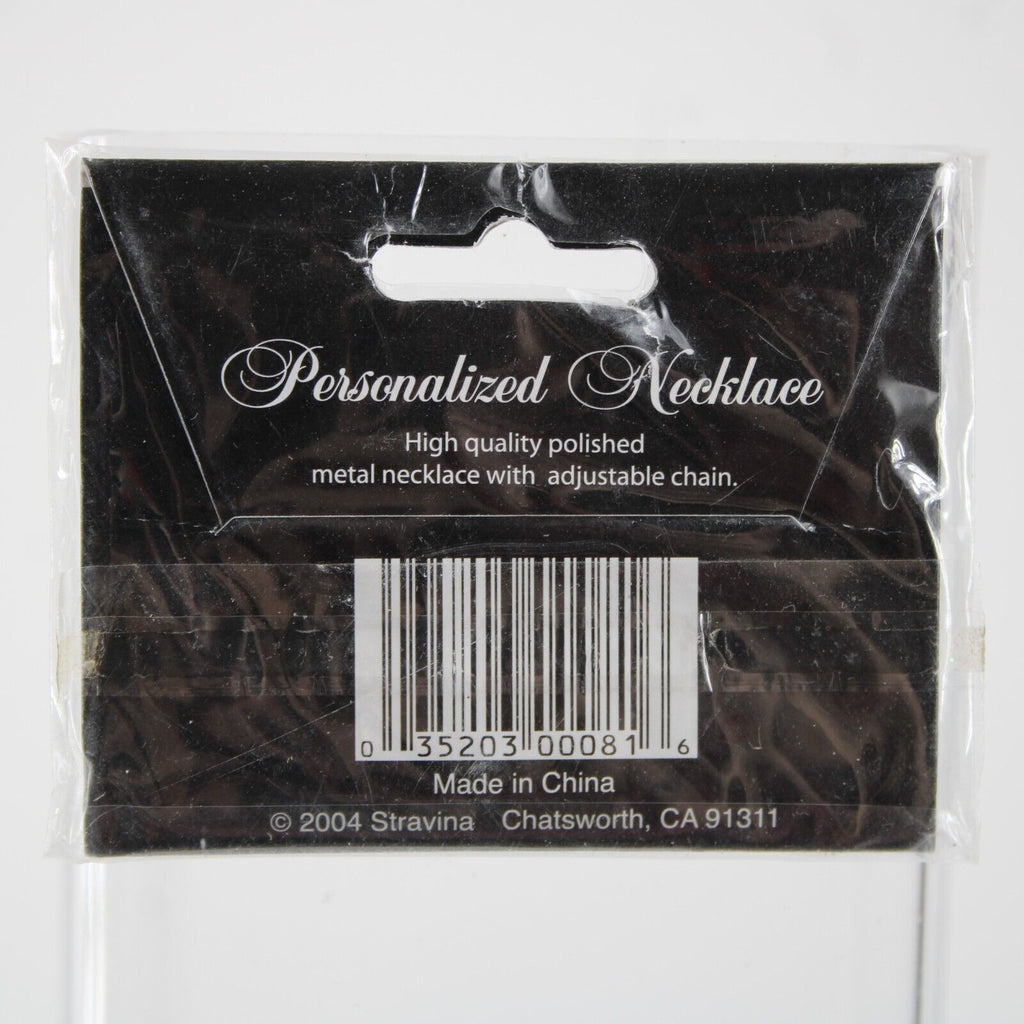 Personalized Necklace
High quality polished
metal necklace with adjustable chain.
0 35203 00081 6
Made in China
© 2004 Stravina Chatsworth, CA 91311